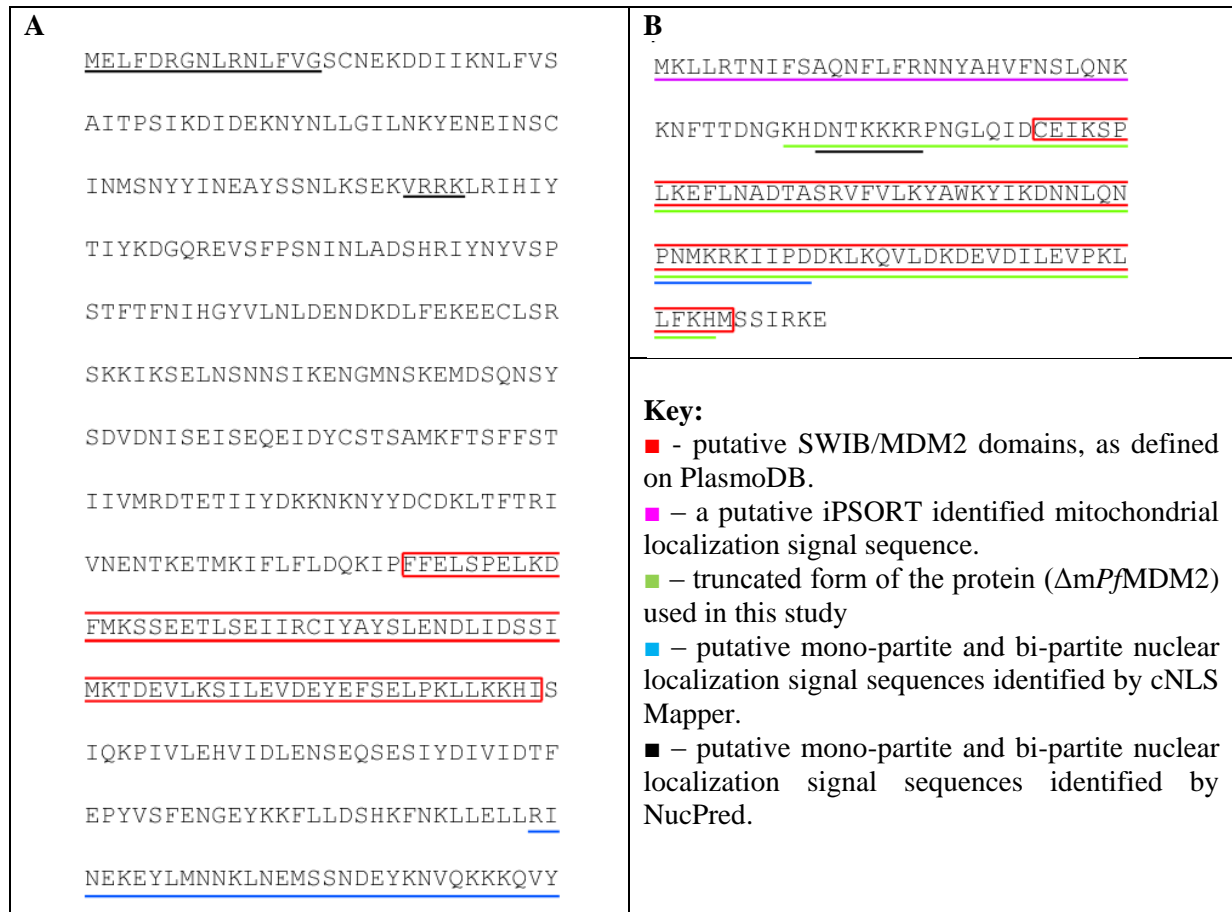 A
MELFDRGNLRNLFVGSCNEKDDIIKNLFVS
AITPSIKDIDEKNYNLLGILNKYENEINSC
INMSNYYINEAYSSNLKSEKVRRKLRIHIY
TIYKDGQREVSFPSNINLADSHRIYNYVSP
STFTFNIHGYVLNLDENDKDLFEKEECLSR
SKKIKSELNSNNSIKENGMNSKEMDSQNSY
SDVDNISEISEQEIDYCSTSAMKFTSFFST
IIVMRDTETIIYDKKNKNYYDCDKLTFTRI
VNENTKETMKIFLFLDQKIPFFELSPELKD
FMKSSEETLSEIIRCIYAYSLENDLIDSSI
MKTDEVLKSILEVDEYEFSELPKLLKKHIS
IQKPIVLEHVIDLENSEQSESIYDIVIDTF
EPYVSFENGEYKKFLLDSHKFNKLLELLRI
NEKEYLMNNKLNEMSSNDEYKNVQKKKQVY
B
MKLLRTNIFSAQNFLFRNNYAHVFNSLQNK
KNFTTDNGKHDNTKKKRPNGLQIDCEIKSP
LKEFLNADTASRVFVLKYAWKYIKDNNLQN
PNMKRKIIPDDKLKQVLDKDEVDILEVPKL
LFKHMSSIRKE
Key:
■ - putative SWIB/MDM2 domains, as defined
on PlasmoDB.
■ – a putative iPSORT identified mitochondrial
localization signal sequence.
■ – truncated form of the protein (ΔmPfMDM2)
used in this study
■ – putative mono-partite and bi-partite nuclear
localization signal sequences identified by cNLS
Mapper.
■ – putative mono-partite and bi-partite nuclear
localization signal sequences identified by
NucPred.